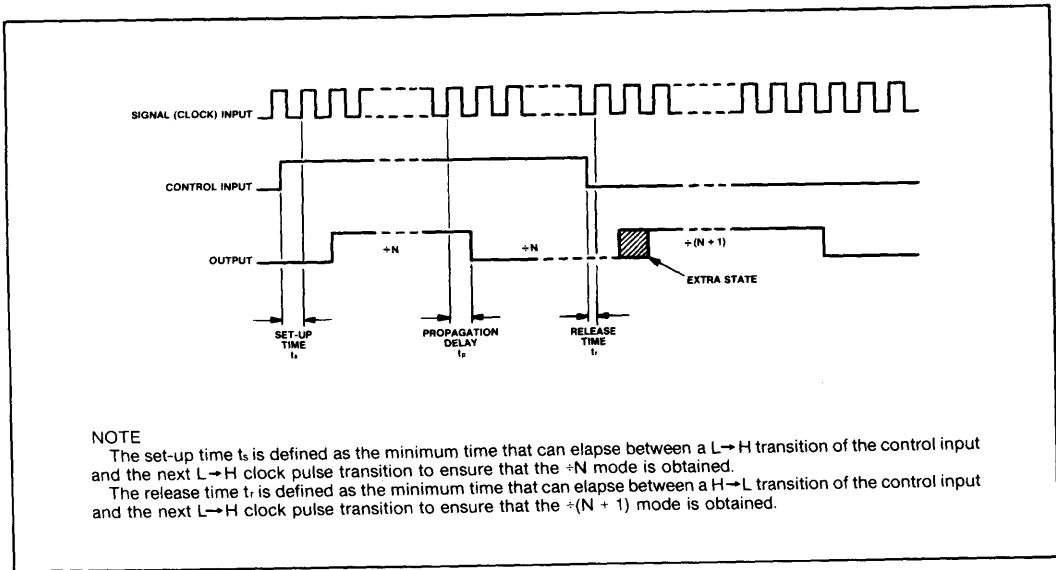 SIGNAL (CLOCK) INPUT
CONTROL INPUT
OUTPUT
÷N
÷N
÷(N + 1)
EXTRA STATE
SET-UP
TIME
ts
PROPAGATION
DELAY
tp
RELEASE
TIME
tr
NOTE
The set-up time ts is defined as the minimum time that can elapse between a L→H transition of the control input
and the next L→H clock pulse transition to ensure that the ÷N mode is obtained.
The release time tr is defined as the minimum time that can elapse between a H→L transition of the control input
and the next L→H clock pulse transition to ensure that the ÷(N + 1) mode is obtained.